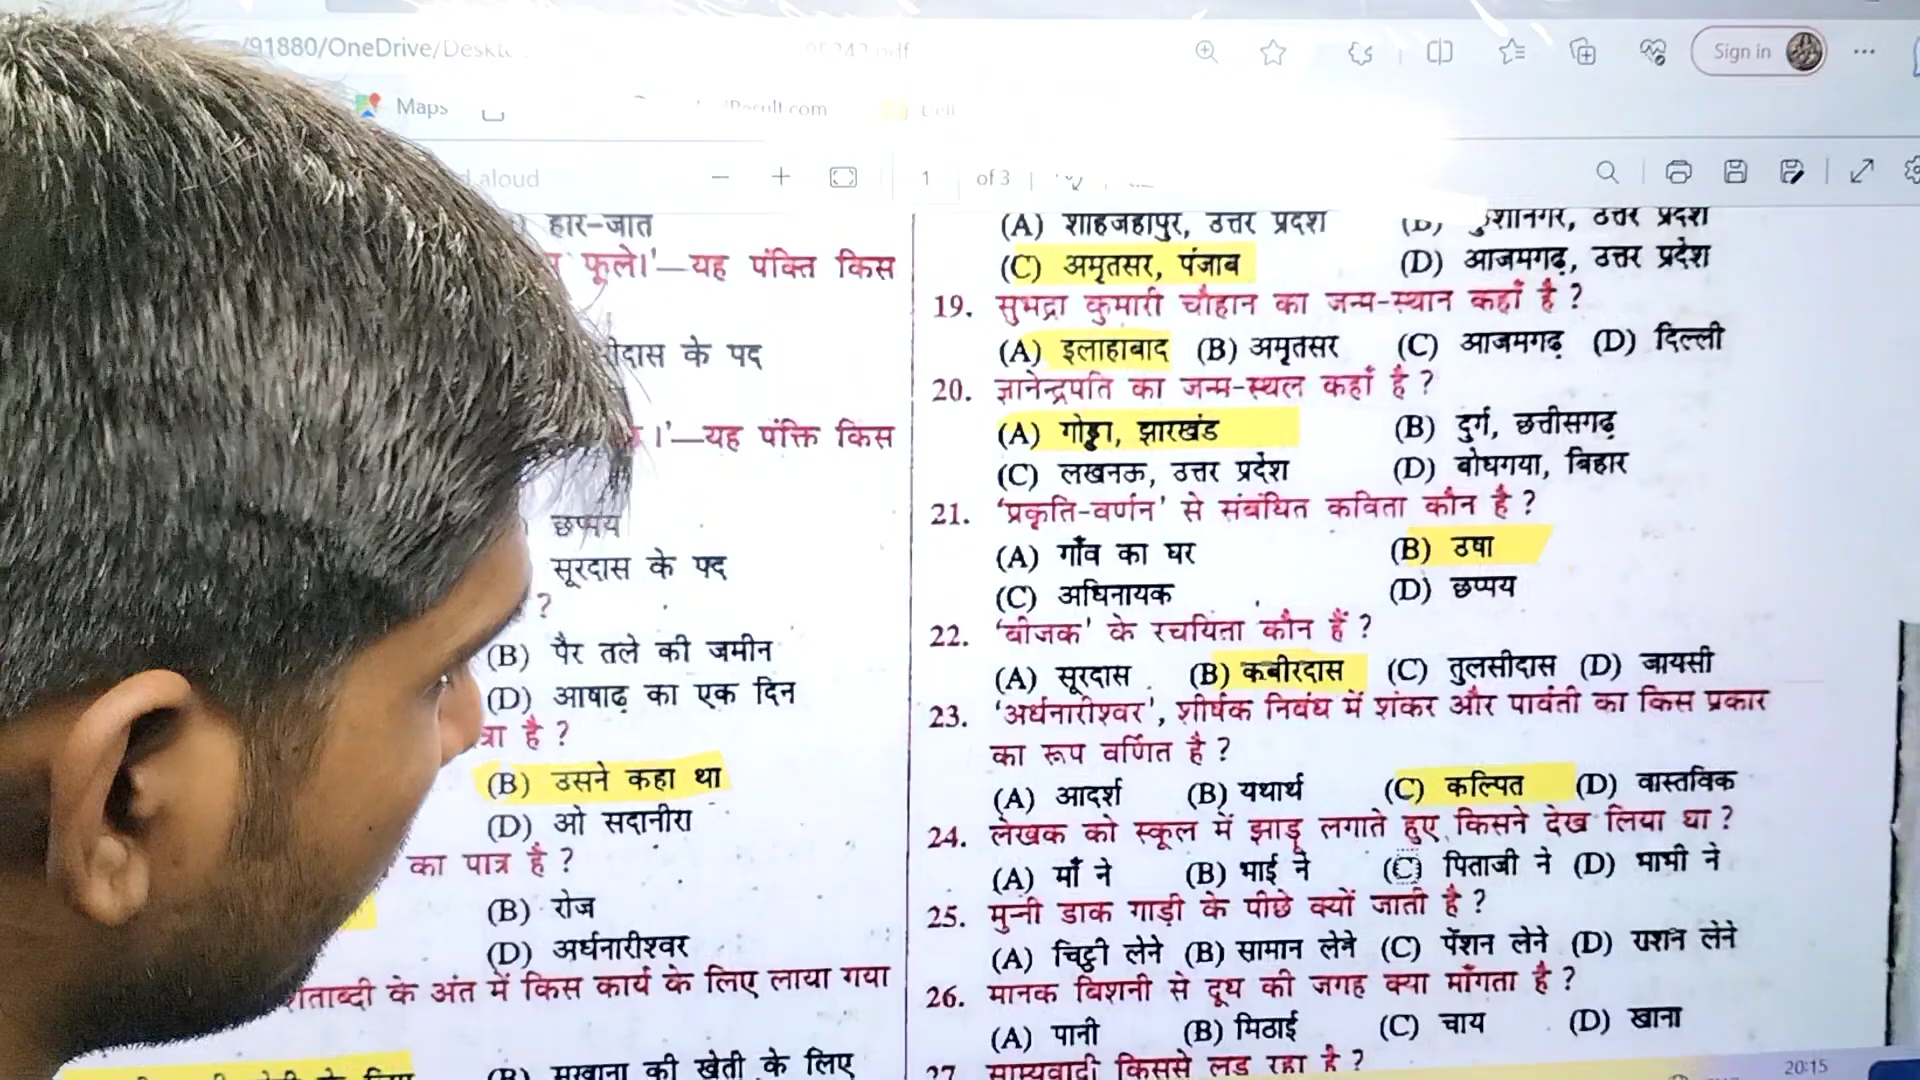 /91880/OneDrive/Deskt
Sign in
Maps
aloud
1 of 3
हार-जात
फूले।'—यह पंक्ति किस
के पद
।'—यह पंक्ति किस
छप्पय
सूरदास के पद
?
(B) पैर तले की जमीन
(D) आषाढ़ का एक दिन
है ?
(B) उसने कहा था
(D) ओ सदानीरा
का पात्र है ?
(B) रोज
(D) अर्धनारीश्वर
के अंत में किस कार्य के लिए लाया गया
(B) मखाना की खेती के लिए
(A) शाहजहापुर, उत्तर प्रदश
उत्तर प्रदश
(C) अमृतसर, पंजाब (D) आजमगढ़, उत्तर प्रदेश
19. सुभद्रा कुमारी चौहान का जन्म-स्थान कहाँ है ?
(A) इलाहाबाद (B) अमृतसर (C) आजमगढ़ (D) दिल्ली
20. ज्ञानेन्द्रपति का जन्म-स्थल कहाँ है ?
(A) गोड्डा, झारखंड (B) दुर्ग, छत्तीसगढ़
(C) लखनऊ, उत्तर प्रदेश (D) बोधगया, बिहार
21. 'प्रकृति-वर्णन' से संबंधित कविता कौन है ?
(A) गाँव का घर (B) उषा
(C) अधिनायक (D) छप्पय
22. 'बीजक' के रचयिता कौन हैं ?
(A) सूरदास (B) कबीरदास (C) तुलसीदास (D) जायसी
23. 'अर्धनारीश्वर', शीर्षक निबंध में शंकर और पार्वती का किस प्रकार
का रूप वर्णित है ?
(A) आदर्श (B) यथार्थ (C) कल्पित (D) वास्तविक
24. लेखक को स्कूल में झाड़ू लगाते हुए किसने देख लिया था ?
(A) माँ ने (B) भाई ने (C) पिताजी ने (D) भाभी ने
25. मुन्नी डाक गाड़ी के पीछे क्यों जाती है ?
(A) चिट्ठी लेने (B) सामान लेने (C) पेंशन लेने (D) राशन लेने
26. मानक बिशनी से दूध की जगह क्या माँगता है ?
(A) पानी (B) मिठाई (C) चाय (D) खाना
27 साम्यवादी किससे लड़ रहा है ?
20:15